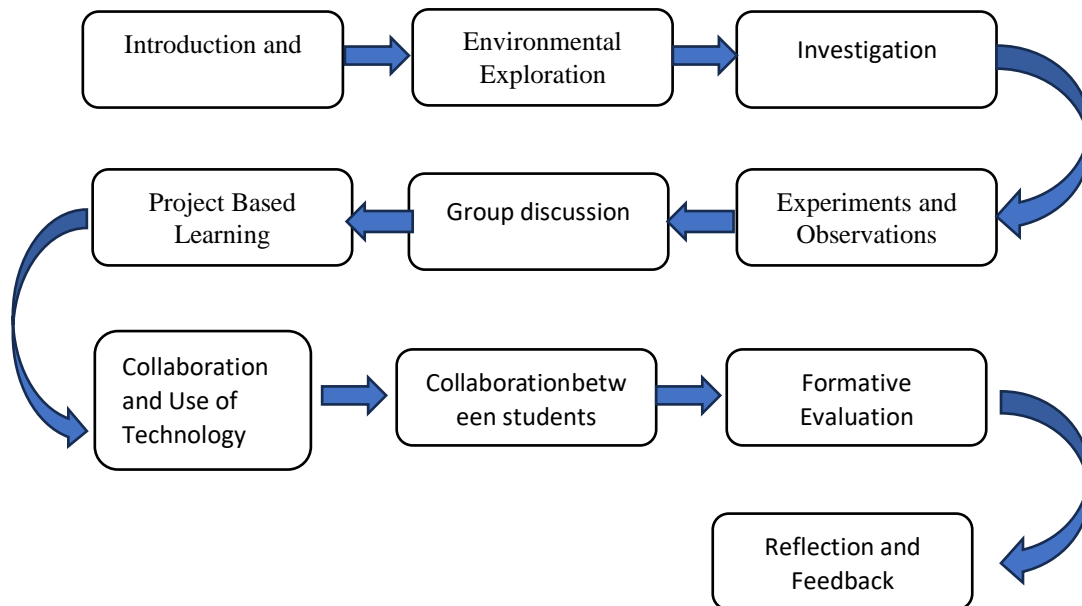 Introduction and
Environmental
Exploration
Investigation
Experiments and
Observations
Group discussion
Project Based
Learning
Collaboration
and Use of
Technology
Collaborationbetw
een students
Formative
Evaluation
Reflection and
Feedback